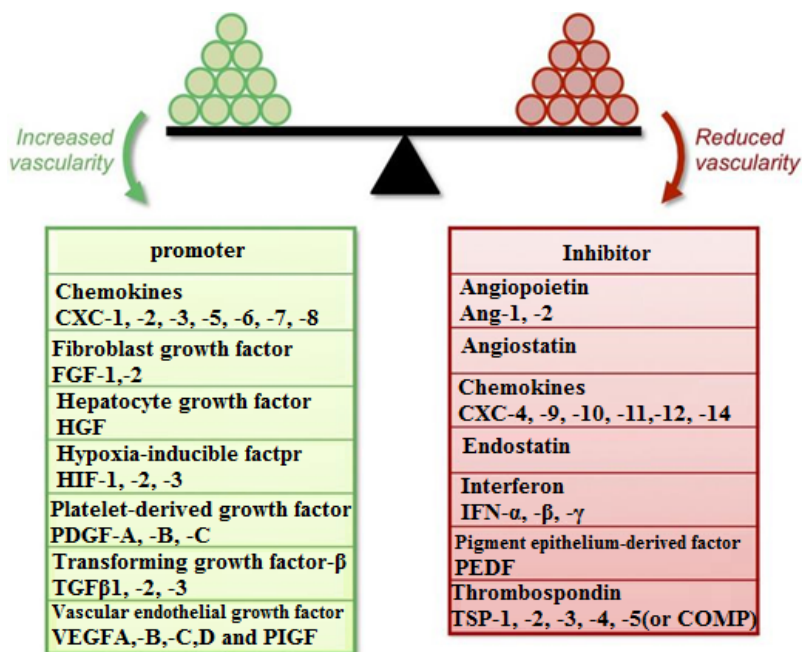 Increased
vascularity
Reduced
vascularity
promoter
Chemokines
CXC-1, -2, -3, -5, -6, -7, -8
Fibroblast growth factor
FGF-1,-2
Hepatocyte growth factor
HGF
Hypoxia-inducible factpr
HIF-1, -2, -3
Platelet-derived growth factor
PDGF-A, -B, -C
Transforming growth factor-β
TGFβ1, -2, -3
Vascular endothelial growth factor
VEGFA,-B,-C,D and PIGF
Inhibitor
Angiopoietin
Ang-1, -2
Angiostatin
Chemokines
CXC-4, -9, -10, -11,-12, -14
Endostatin
Interferon
IFN-α, -β, -γ
Pigment epithelium-derived factor
PEDF
Thrombospondin
TSP-1, -2, -3, -4, -5(or COMP)